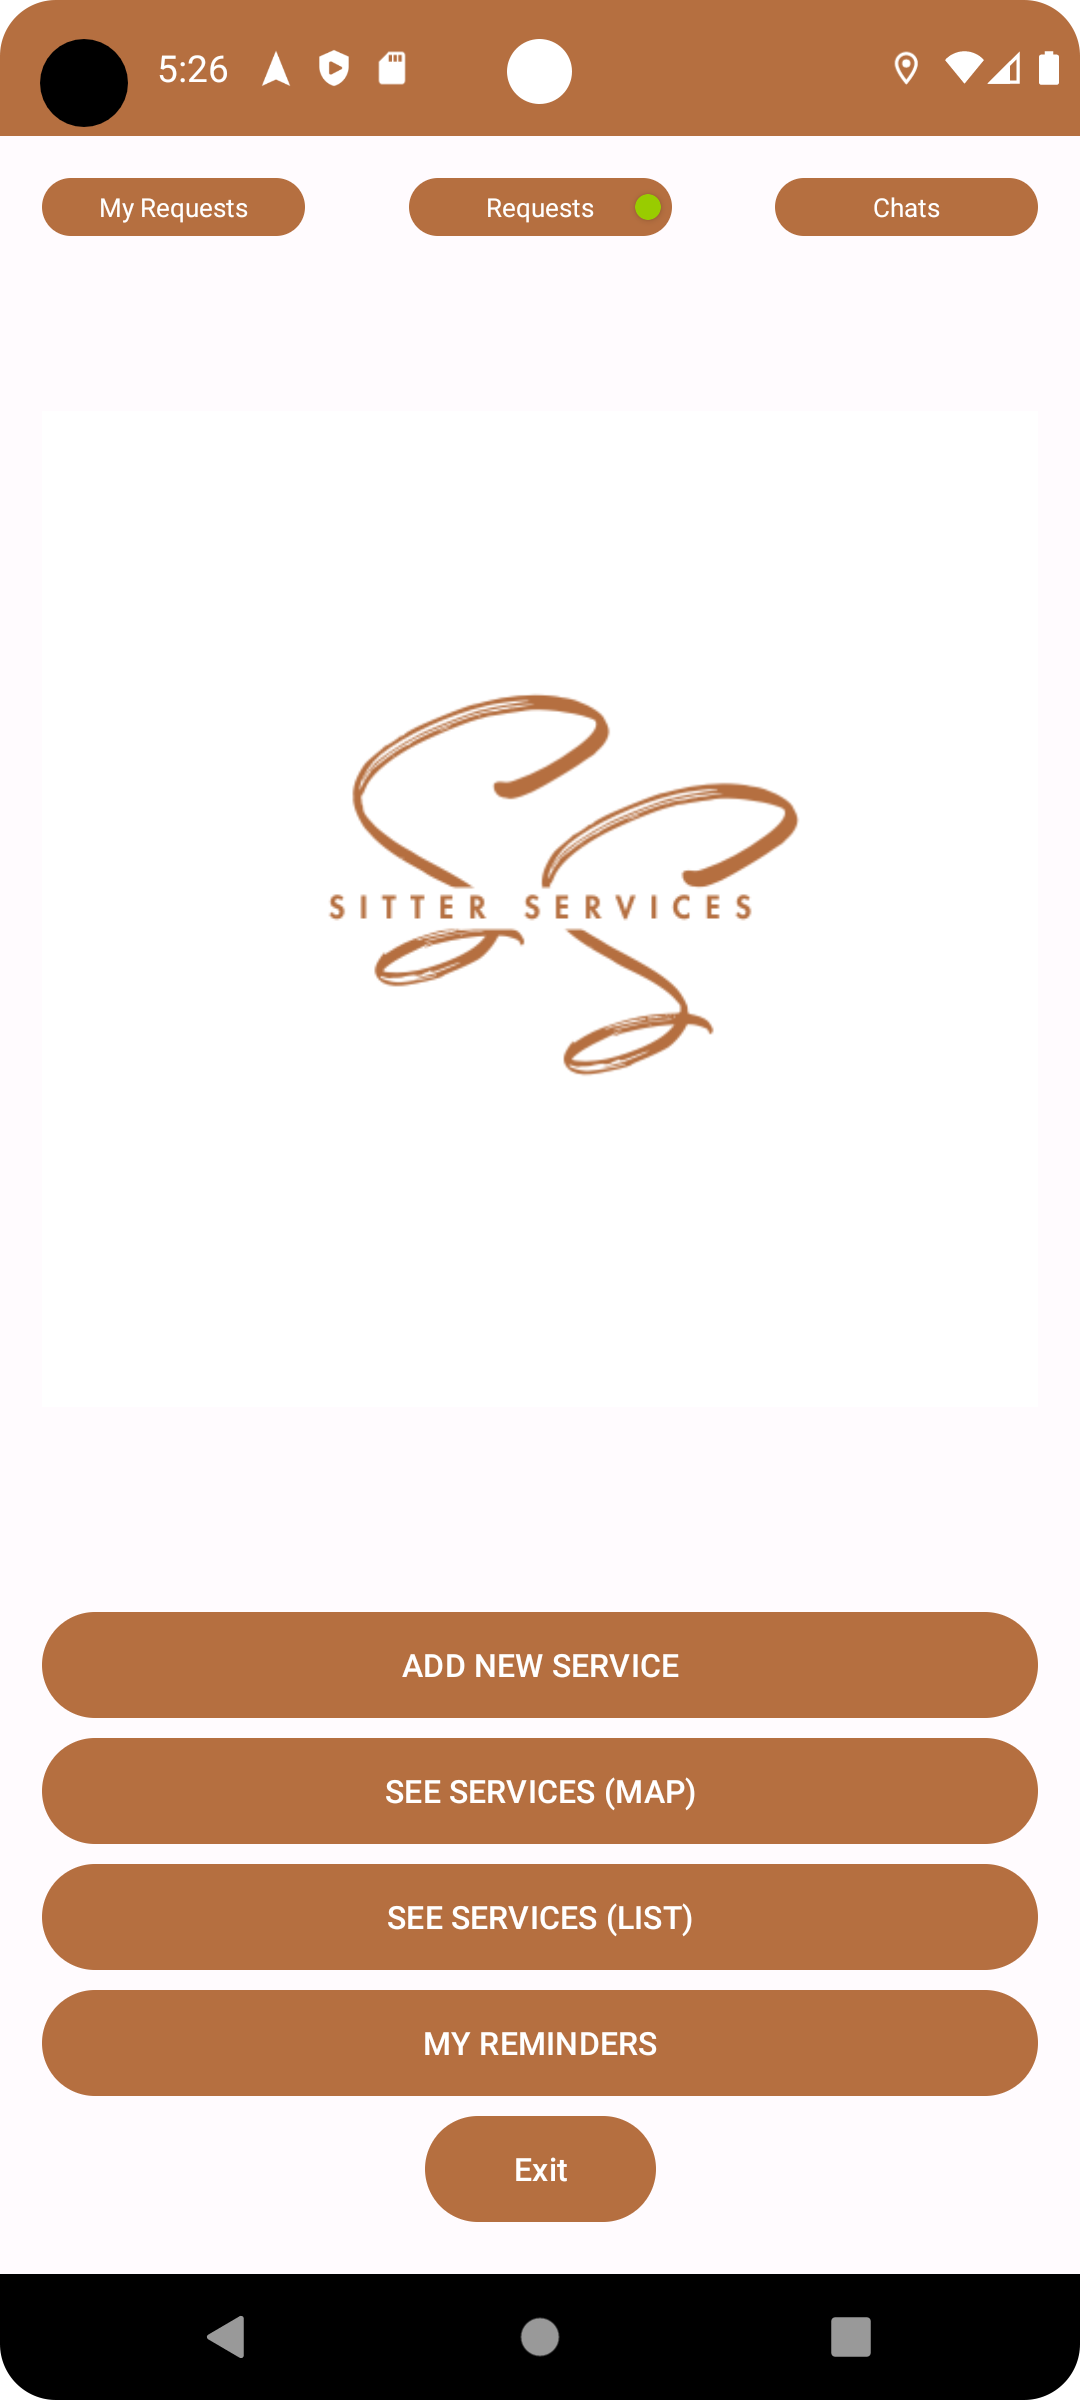 5:26
My Requests
Requests
Chats
SITTER SERVICES
ADD NEW SERVICE
SEE SERVICES (MAP)
SEE SERVICES (LIST)
MY REMINDERS
Exit